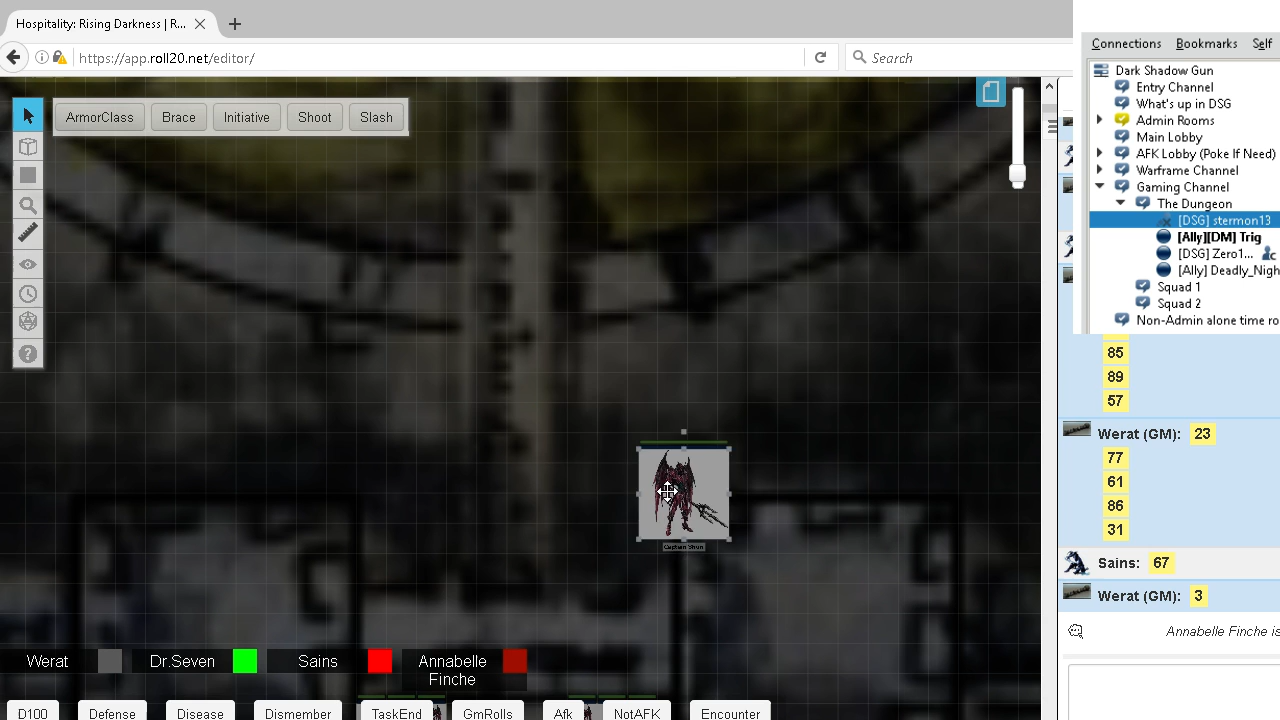 Hospitality: Rising Darkness | R...
https://app.roll20.net/editor/
Search
ArmorClass
Brace
Initiative
Shoot
Slash
Connections
Bookmarks
Self
Dark Shadow Gun
Entry Channel
What's up in DSG
Admin Rooms
Main Lobby
AFK Lobby (Poke If Need)
Warframe Channel
Gaming Channel
The Dungeon
[DSG] stermon13
[Ally][DM] Trig
[DSG] Zero1...
[Ally] Deadly_Nigh
Squad 1
Squad 2
Non-Admin alone time ro
85
89
57
Werat (GM): 23
77
61
86
31
Sains: 67
Werat (GM): 3
Annabelle Finche is
Captain Shun
Werat
Dr.Seven
Sains
Annabelle
Finche
D100
Defense
Disease
Dismember
TaskEnd
GmRolls
Afk
NotAFK
Encounter